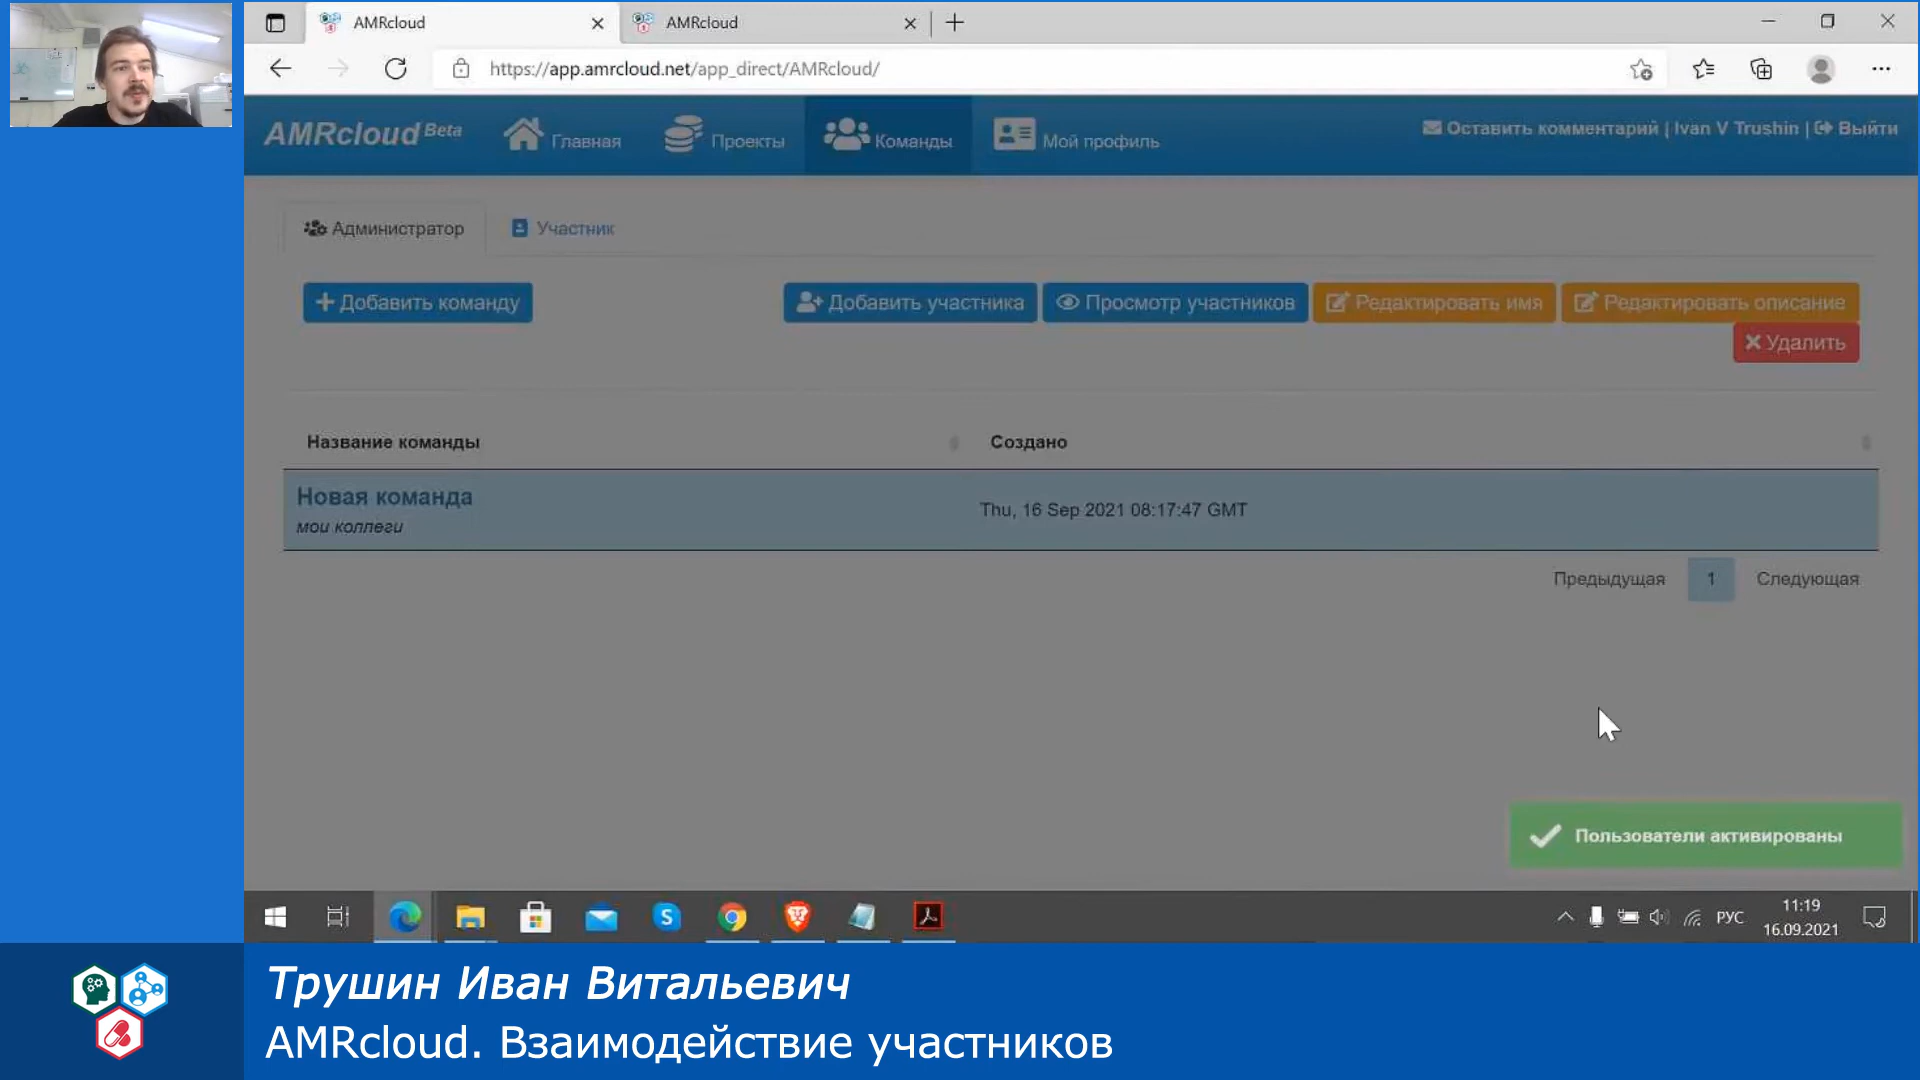 AMRcloud
AMRcloud
https://app.amrcloud.net/app_direct/AMRcloud/
AMRcloud Beta
Главная
Проекты
Команды
Мой профиль
Оставить комментарий | Ivan V Trushin | Выйти
Администратор
Участник
Добавить команду
Добавить участника
Просмотр участников
Редактировать имя
Редактировать описание
Удалить
Название команды
Создано
Новая команда
мои коллеги
Thu, 16 Sep 2021 08:17:47 GMT
Предыдущая
1
Следующая
Пользователи активированы
РУС
11:19
16.09.2021
Трушин Иван Витальевич
AMRcloud. Взаимодействие участников